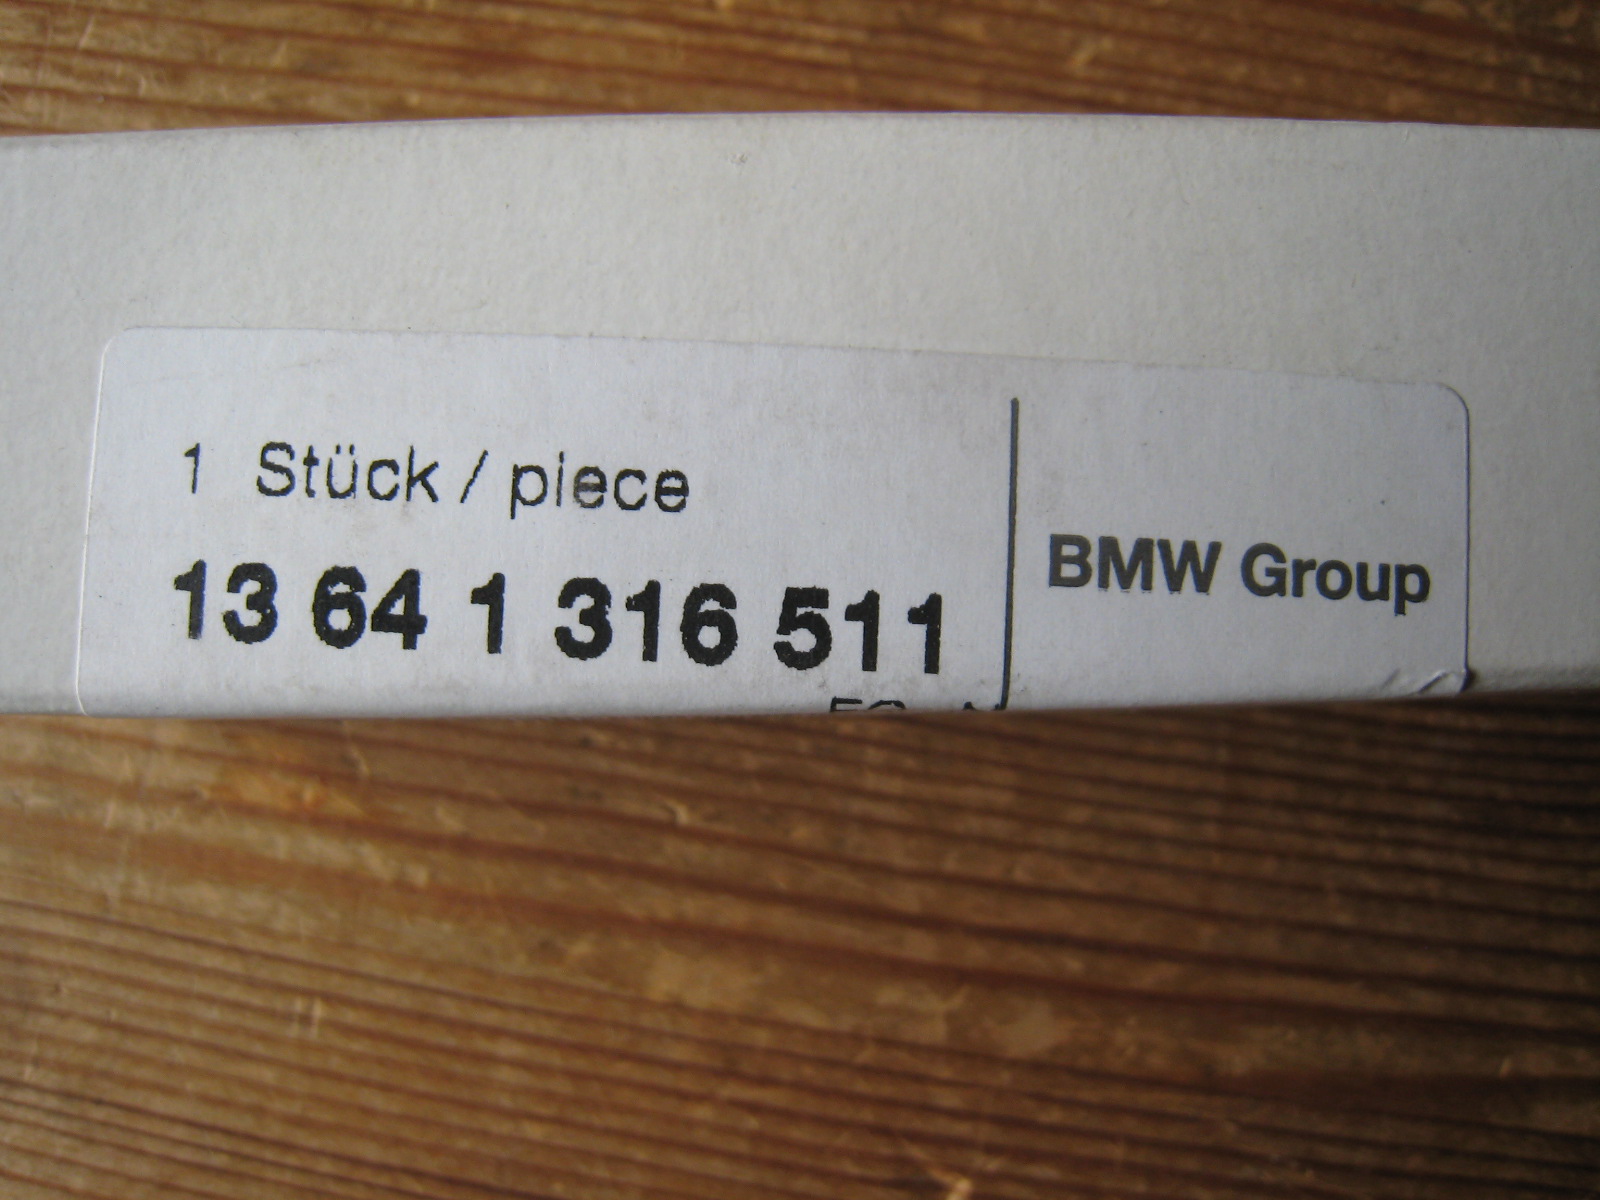 1 Stück / piece
13 64 1 316 511
BMW Group